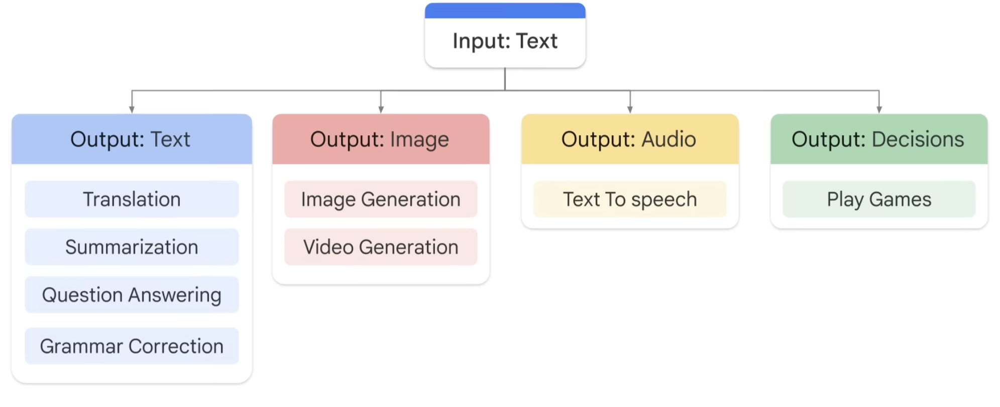 Input: Text
Output: Text
Translation
Summarization
Question Answering
Grammar Correction
Output: Image
Image Generation
Video Generation
Output: Audio
Text To speech
Output: Decisions
Play Games